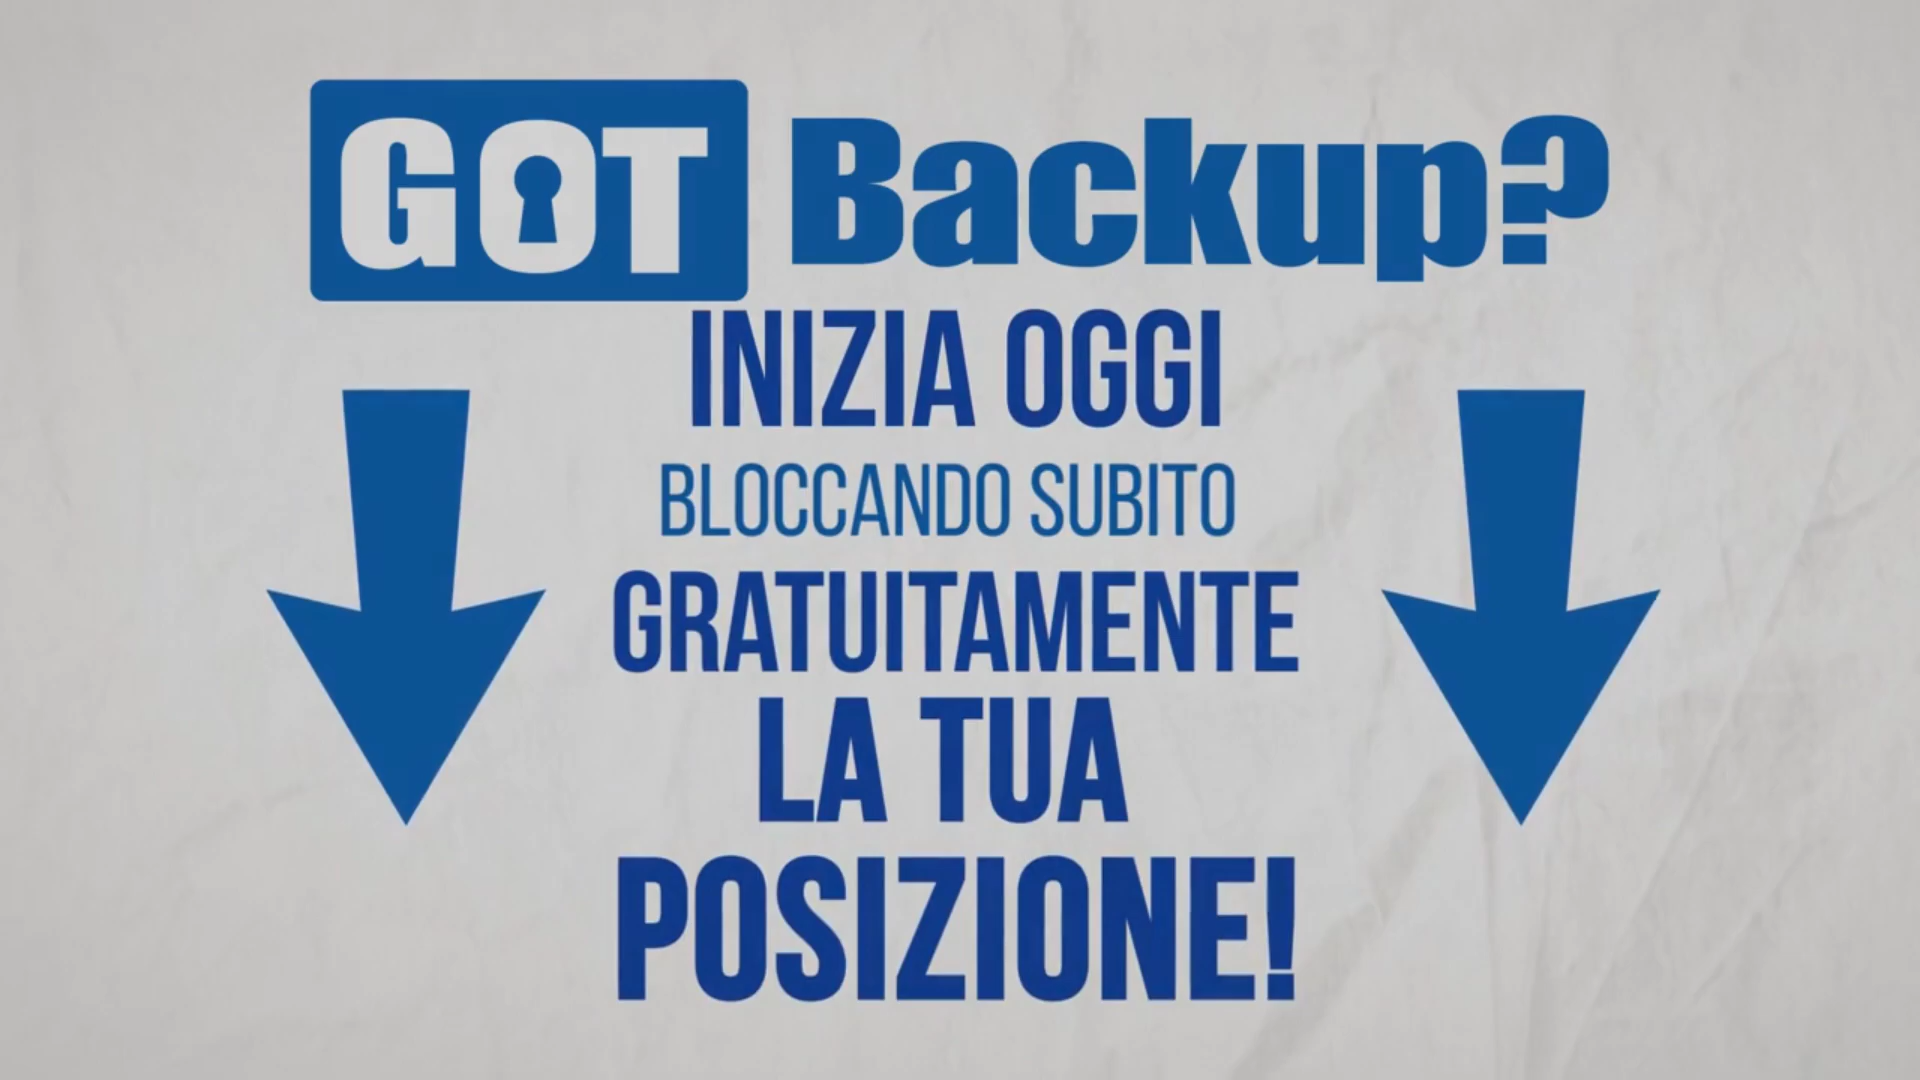 GOT Backup?
INIZIA OGGI
BLOCCANDO SUBITO
GRATUITAMENTE
LA TUA
POSIZIONE!